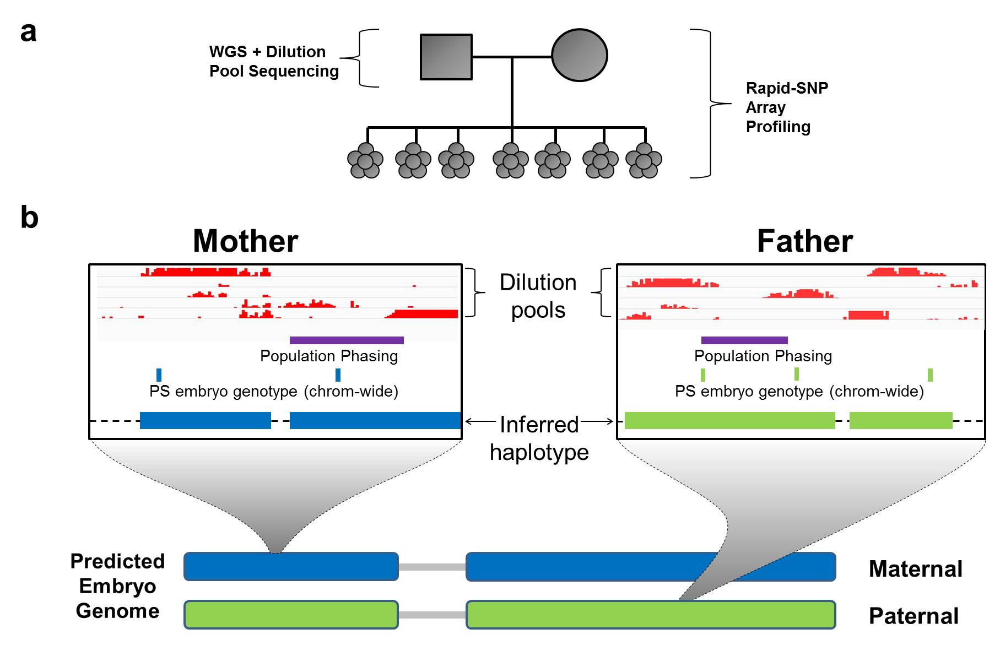 a
WGS + Dilution
Pool Sequencing
Rapid-SNP
Array
Profiling
b
Mother
Father
Dilution
pools
Population Phasing
PS embryo genotype (chrom-wide)
Population Phasing
PS embryo genotype (chrom-wide)
Inferred
haplotype
Predicted
Embryo
Genome
Maternal
Paternal